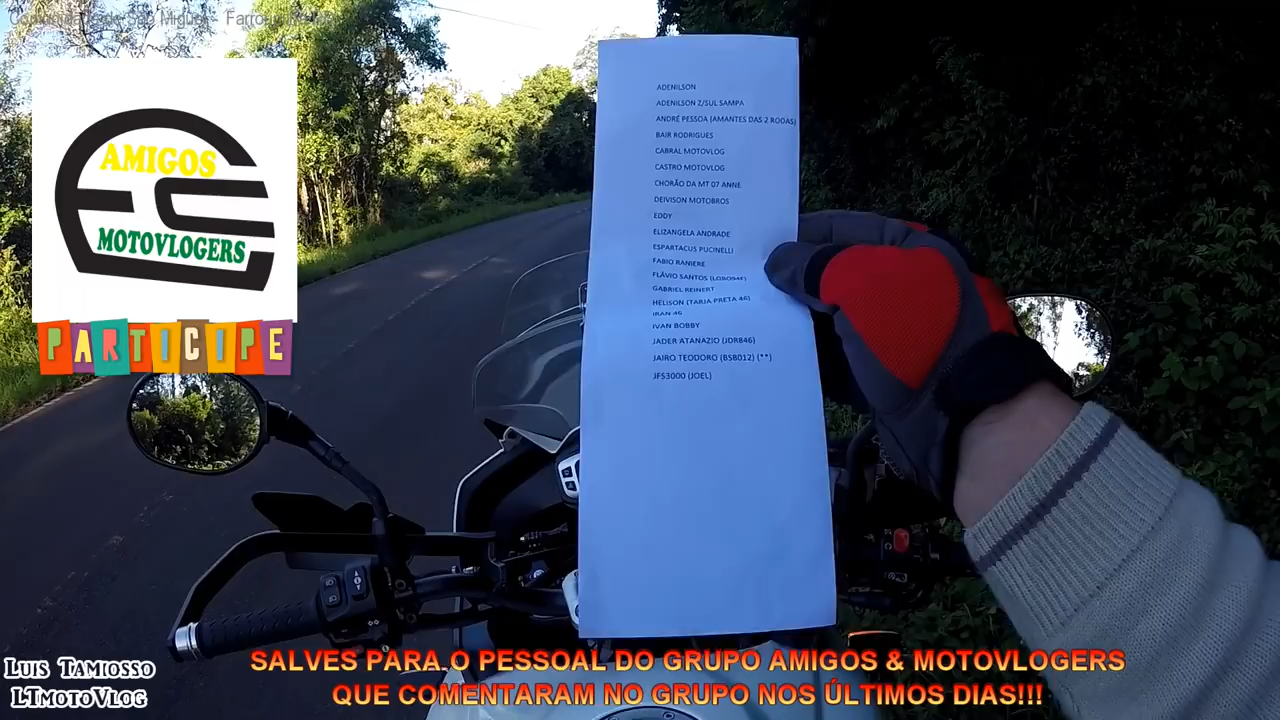 AMIGOS
MOTOVLOGERS
PARTICIPE
ADENILSON
ADENILSON Z/SUL SAMPA
ANDRÉ PESSOA (AMANTES DAS 2 RODAS)
BAIR RODRIGUES
CABRAL MOTOVLOG
CASTRO MOTOVLOG
CHORÃO DA MT 07 ANNE
DEIVISON MOTOBROS
EDDY
ELIZANGELA ANDRADE
ESPARTACUS PUCINELLI
FABIO RANIERE
FLÁVIO SANTOS (LOBO94F)
GABRIEL REINERT
HELISON (TARJA PRETA 46)
IRAN 46
IVAN BOBBY
JADER ATANAZIO (JDR846)
JAIRO TEODORO (BSB012) (**)
JFS3000 (JOEL)
SALVES PARA O PESSOAL DO GRUPO AMIGOS & MOTOVLOGERS
QUE COMENTARAM NO GRUPO NOS ÚLTIMOS DIAS!!!
LUIS TAMIOSSO
LTMOTOVLOG